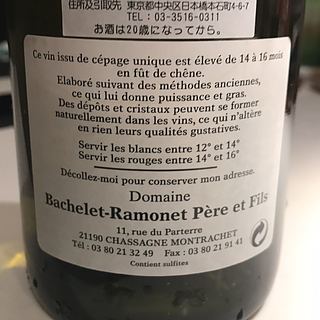 住所及引取先 東京都中央区日本橋本石町4-6-7
TEL: 03-3516-0311
お酒は20歳になってから。
Ce vin issu de cépage unique est élevé de 14 à 16 mois
en fût de chêne.
Elaboré suivant des méthodes anciennes,
ce qui lui donne puissance et gras.
Des dépôts et cristaux peuvent se former
naturellement dans les vins, ce qui n'altère
en rien leurs qualités gustatives.
Servir les blancs entre 12° et 14°
Servir les rouges entre 14° et 16°
Décollez-moi pour conserver mon adresse.
Domaine
Bachelet-Ramonet Père et Fils
11, rue du Parterre
21190 CHASSAGNE MONTRACHET
Tél : 03 80 21 32 49 Fax : 03 80 21 91 41
Contient sulfites